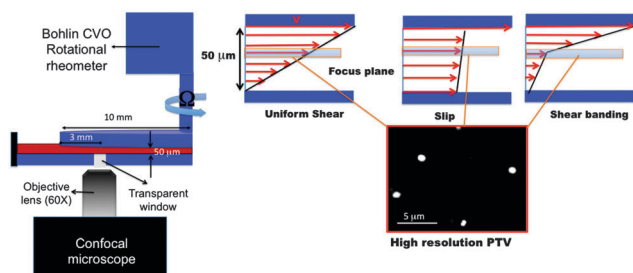 Bohlin CVO
Rotational
rheometer
Ω
10 mm
3 mm
50 μm
Objective
lens (60X)
Transparent
window
Confocal
microscope
V
50 μm
Focus plane
Uniform Shear
Slip
Shear banding
5 μm
High resolution PTV